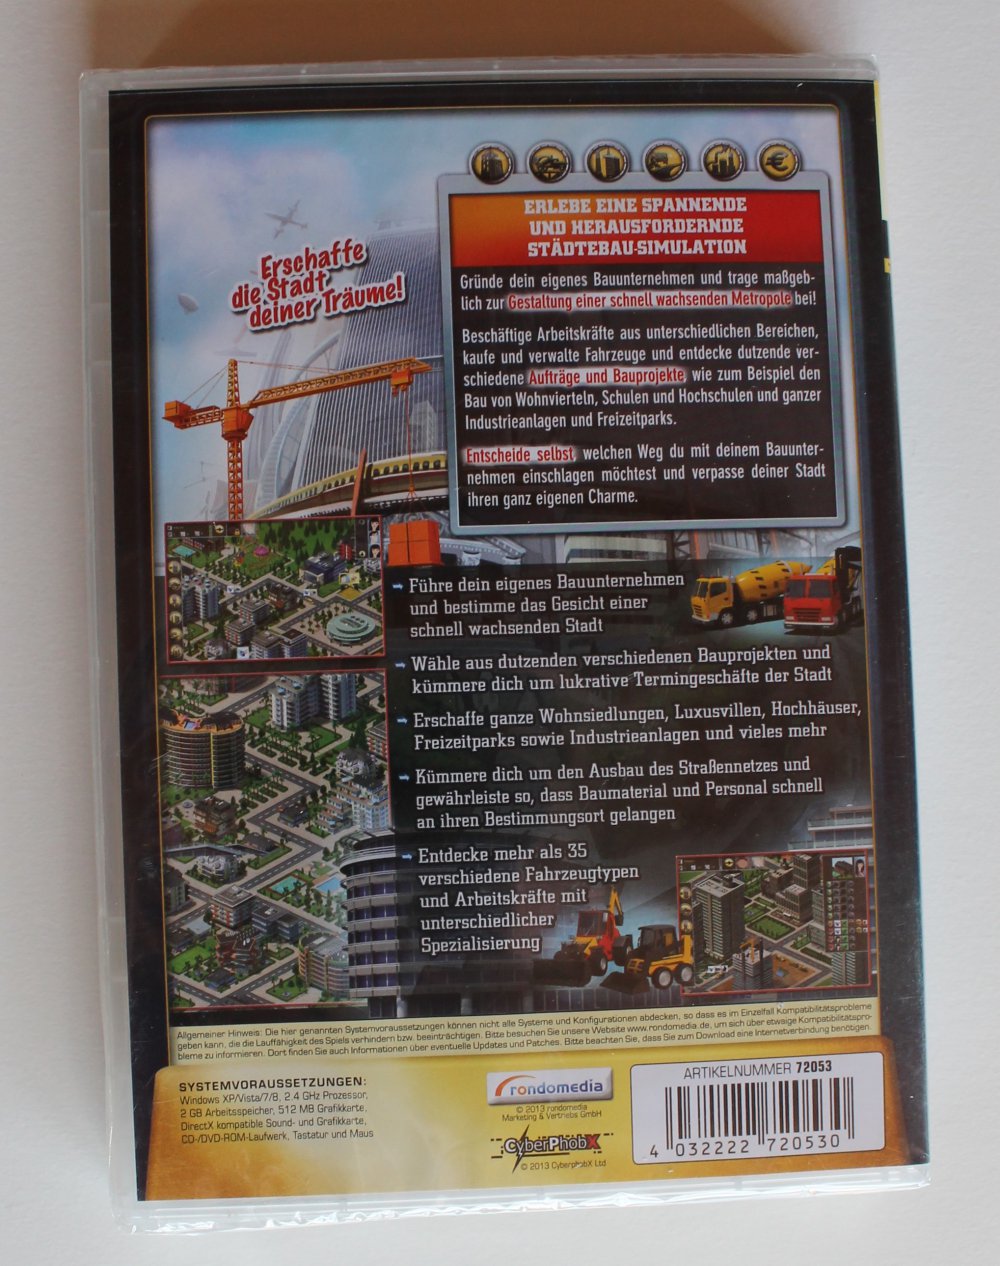 Erschaffe
die Stadt
deiner Träume!
ERLEBE EINE SPANNENDE
UND HERAUSFORDERNDE
STÄDTEBAU-SIMULATION
Gründe dein eigenes Bauunternehmen und trage maßgeb-
lich zur Gestaltung einer schnell wachsenden Metropole bei!
Beschäftige Arbeitskräfte aus unterschiedlichen Bereichen,
kaufe und verwalte Fahrzeuge und entdecke dutzende ver-
schiedene Aufträge und Bauprojekte, wie zum Beispiel den
Bau von Wohnvierteln, Schulen und Hochschulen und ganzer
Industrieanlagen und Freizeitparks.
Entscheide selbst, welchen Weg du mit deinem Bauunter-
nehmen einschlagen möchtest und verpasse deiner Stadt
ihren ganz eigenen Charme.
Führe dein eigenes Bauunternehmen
und bestimme das Gesicht einer
schnell wachsenden Stadt
Wähle aus dutzenden verschiedenen Bauprojekten und
kümmere dich um lukrative Termingeschäfte der Stadt
Erschaffe ganze Wohnsiedlungen, Luxusvillen, Hochhäuser,
Freizeitparks sowie Industrieanlagen und vieles mehr
Kümmere dich um den Ausbau des Straßennetzes und
gewährleiste so, dass Baumaterial und Personal schnell
an ihren Bestimmungsort gelangen
Entdecke mehr als 35
verschiedene Fahrzeugtypen
und Arbeitskräfte mit
unterschiedlicher
Spezialisierung
Allgemeiner Hinweis: Die hier genannten Systemvoraussetzungen können nicht alle Systeme und Konfigurationen abdecken, so dass es im Einzelfall Kompatibilitätsprobleme
geben kann, die die Lauffähigkeit des Spiels verhindern bzw. beeinträchtigen. Bitte besuchen Sie unsere Website www.rondomedia.de, um sich über etwaige Kompatibilitätspro-
bleme zu informieren. Dort finden Sie auch Informationen über eventuelle Updates und Patches. Bitte beachten Sie, dass Sie zum Download eine Internetverbindung benötigen.
SYSTEMVORAUSSETZUNGEN:
Windows XP/Vista/7/8, 2.4 GHz Prozessor,
2 GB Arbeitsspeicher, 512 MB Grafikkarte,
DirectX kompatible Sound- und Grafikkarte,
CD-/DVD-ROM-Laufwerk, Tastatur und Maus
rondomedia
© 2013 rondomedia
Marketing & Vertriebs GmbH
CyberPhobX
© 2013 CyberphobX Ltd
ARTIKELNUMMER 72053
4 032222 720530